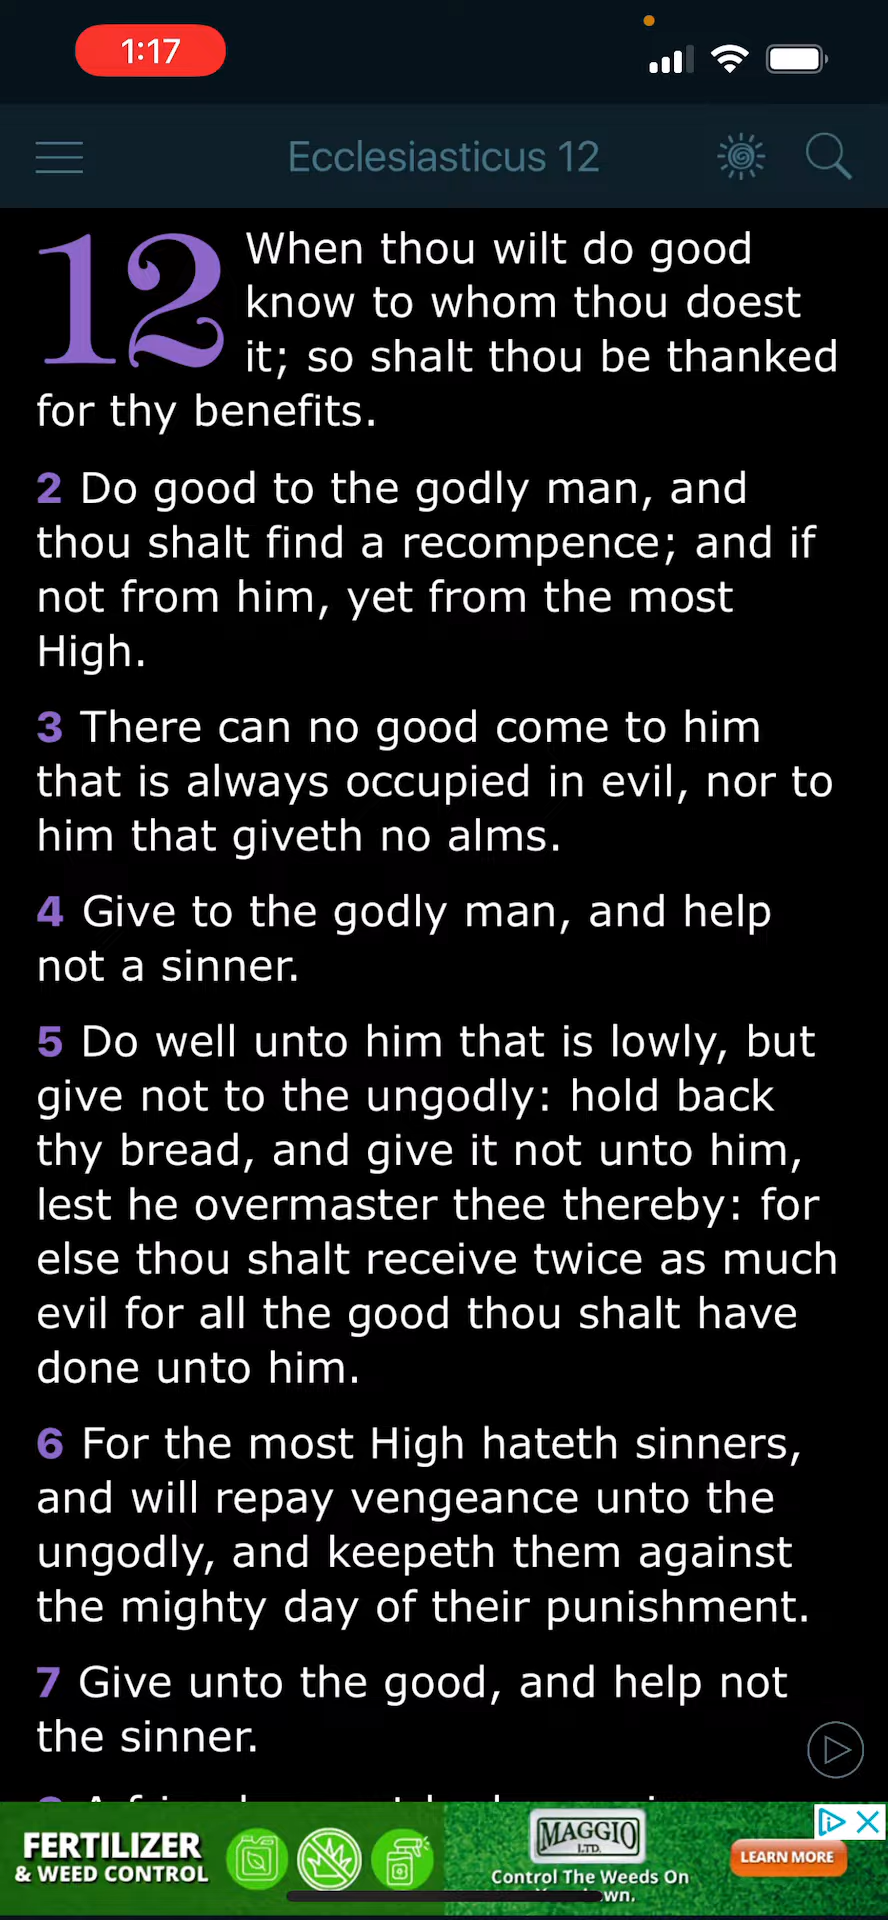 1:17
Ecclesiasticus 12
12 When thou wilt do good
know to whom thou doest
it; so shalt thou be thanked
for thy benefits.
2 Do good to the godly man, and
thou shalt find a recompence; and if
not from him, yet from the most
High.
3 There can no good come to him
that is always occupied in evil, nor to
him that giveth no alms.
4 Give to the godly man, and help
not a sinner.
5 Do well unto him that is lowly, but
give not to the ungodly: hold back
thy bread, and give it not unto him,
lest he overmaster thee thereby: for
else thou shalt receive twice as much
evil for all the good thou shalt have
done unto him.
6 For the most High hateth sinners,
and will repay vengeance unto the
ungodly, and keepeth them against
the mighty day of their punishment.
7 Give unto the good, and help not
the sinner.
FERTILIZER
& WEED CONTROL
MAGGIO
LTD.
Control The Weeds On
LEARN MORE